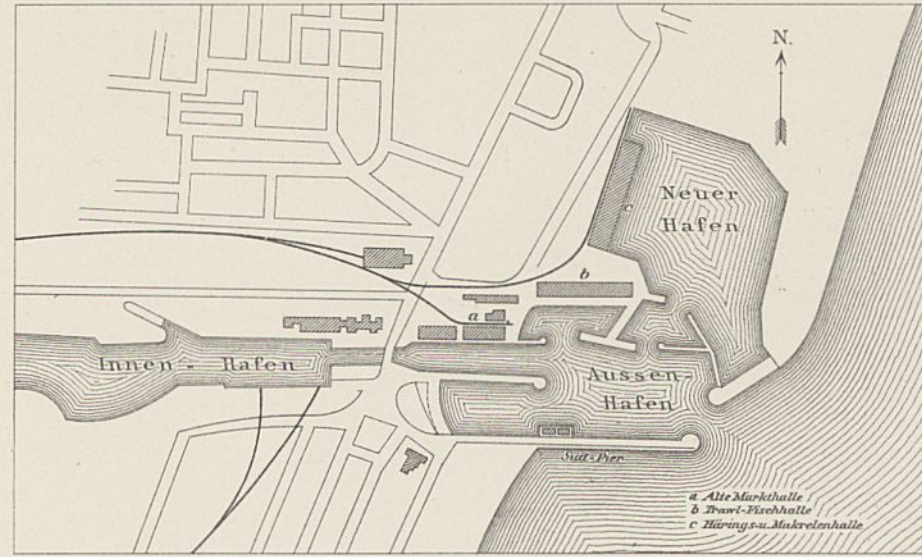 N.
Neuer
Hafen
c
b
a
Innen - Hafen
Aussen-
Hafen
Süd-Pier
a Alte Markthalle
b Trawl-Fischhalle
c Härings-u. Makrelenhalle